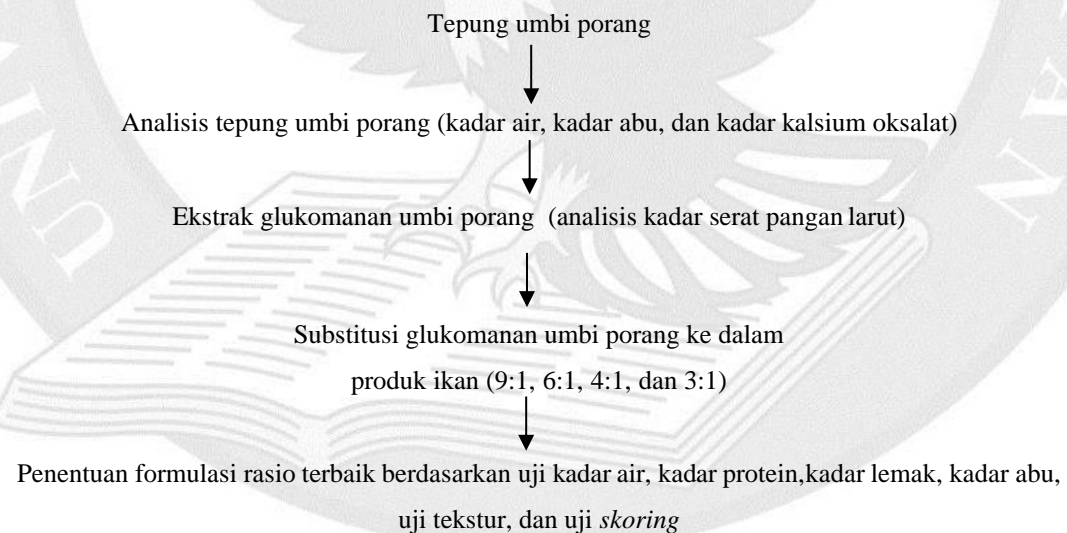 Tepung umbi porang
Analisis tepung umbi porang (kadar air, kadar abu, dan kadar kalsium oksalat)
Ekstrak glukomanan umbi porang (analisis kadar serat pangan larut)
Substitusi glukomanan umbi porang ke dalam
produk ikan (9:1, 6:1, 4:1, dan 3:1)
Penentuan formulasi rasio terbaik berdasarkan uji kadar air, kadar protein,kadar lemak, kadar abu,
uji tekstur, dan uji skoring